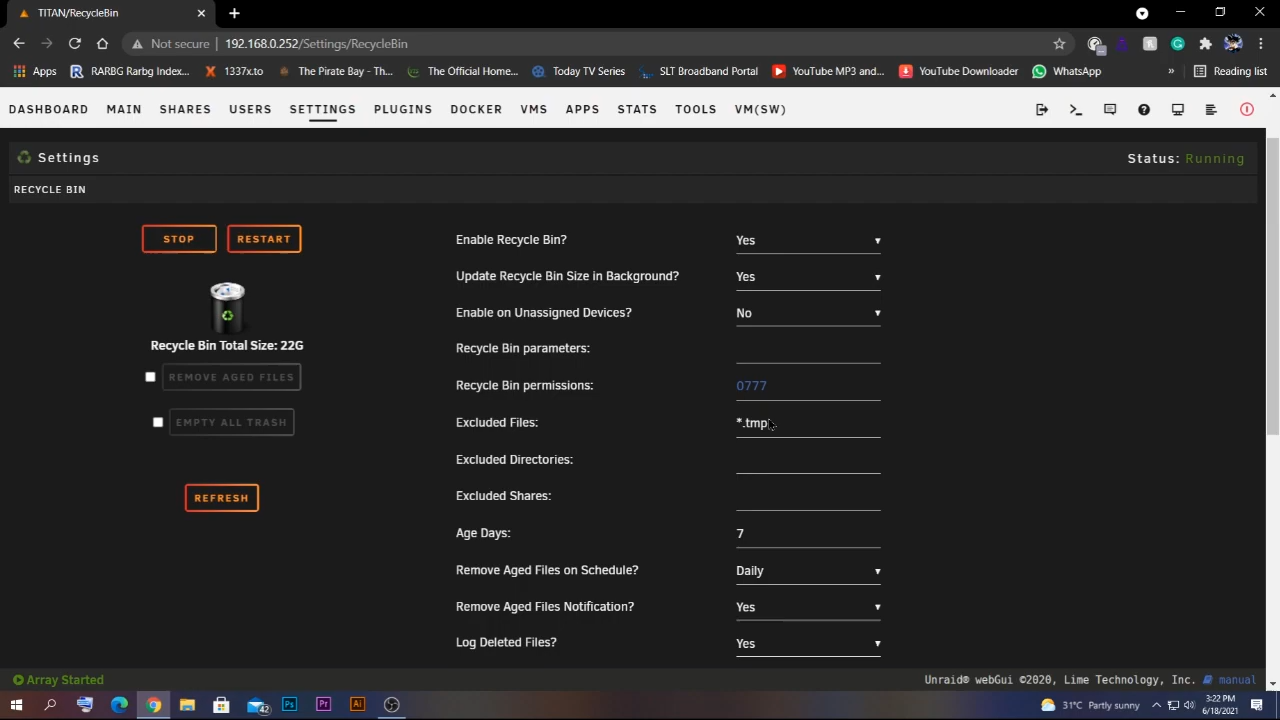 TITAN/RecycleBin
Not secure 192.168.0.252/Settings/RecycleBin
Apps RARBG Rarbg Index... 1337x.to The Pirate Bay - Th... The Official Home... Today TV Series SLT Broadband Portal YouTube MP3 and... YouTube Downloader WhatsApp » Reading list
DASHBOARD MAIN SHARES USERS SETTINGS PLUGINS DOCKER VMS APPS STATS TOOLS VM(SW)
Settings Status: Running
RECYCLE BIN
STOP RESTART
Recycle Bin Total Size: 22G
REMOVE AGED FILES
EMPTY ALL TRASH
REFRESH
Enable Recycle Bin? Yes
Update Recycle Bin Size in Background? Yes
Enable on Unassigned Devices? No
Recycle Bin parameters:
Recycle Bin permissions: 0777
Excluded Files: *.tmp
Excluded Directories:
Excluded Shares:
Age Days: 7
Remove Aged Files on Schedule? Daily
Remove Aged Files Notification? Yes
Log Deleted Files? Yes
Array Started Unraid® webGui ©2020, Lime Technology, Inc. manual
42 Ps Pr Ai 31°C Partly sunny 3:22 PM
6/18/2021